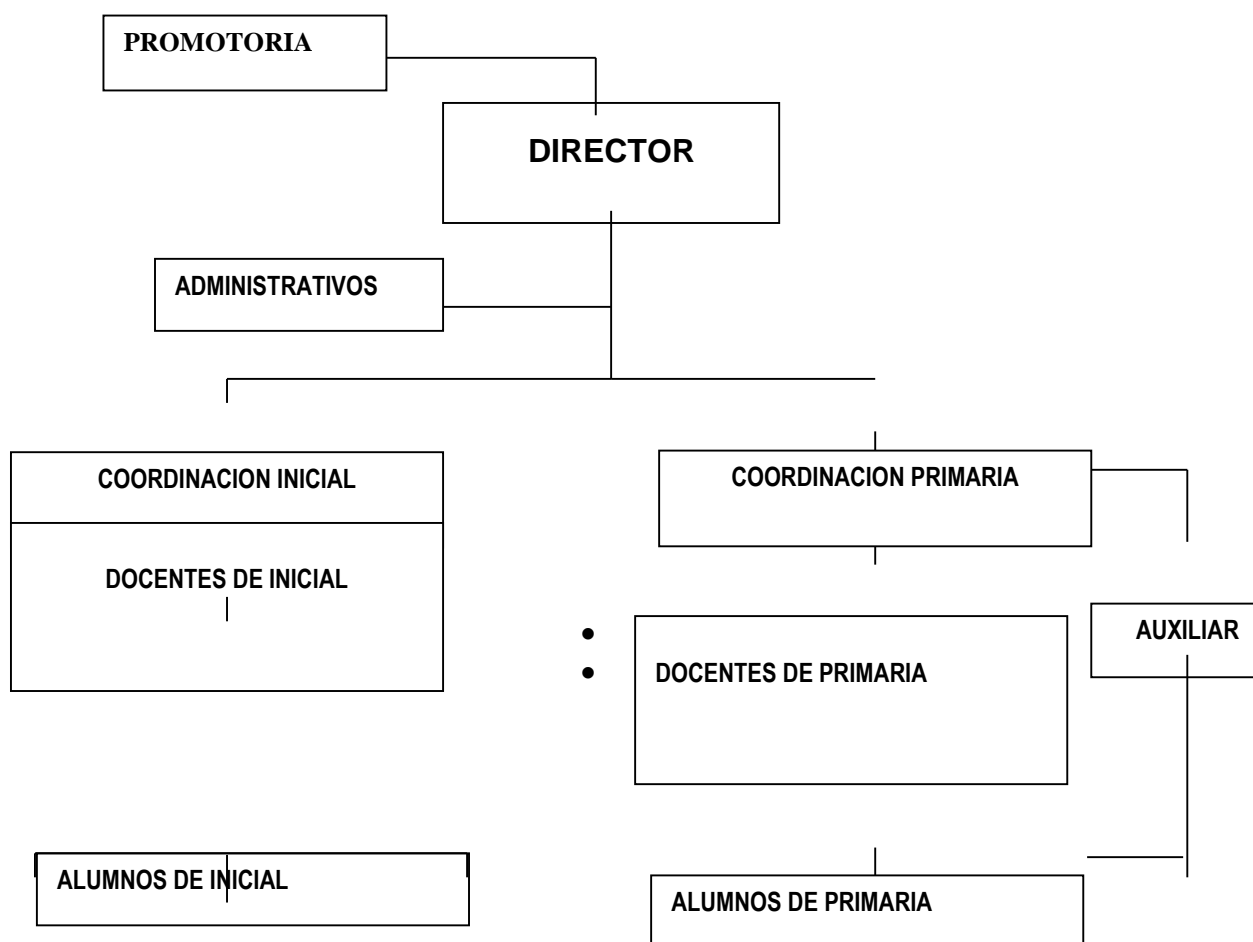 PROMOTORIA
DIRECTOR
ADMINISTRATIVOS
COORDINACION INICIAL
COORDINACION PRIMARIA
DOCENTES DE INICIAL
AUXILIAR
DOCENTES DE PRIMARIA
ALUMNOS DE INICIAL
ALUMNOS DE PRIMARIA